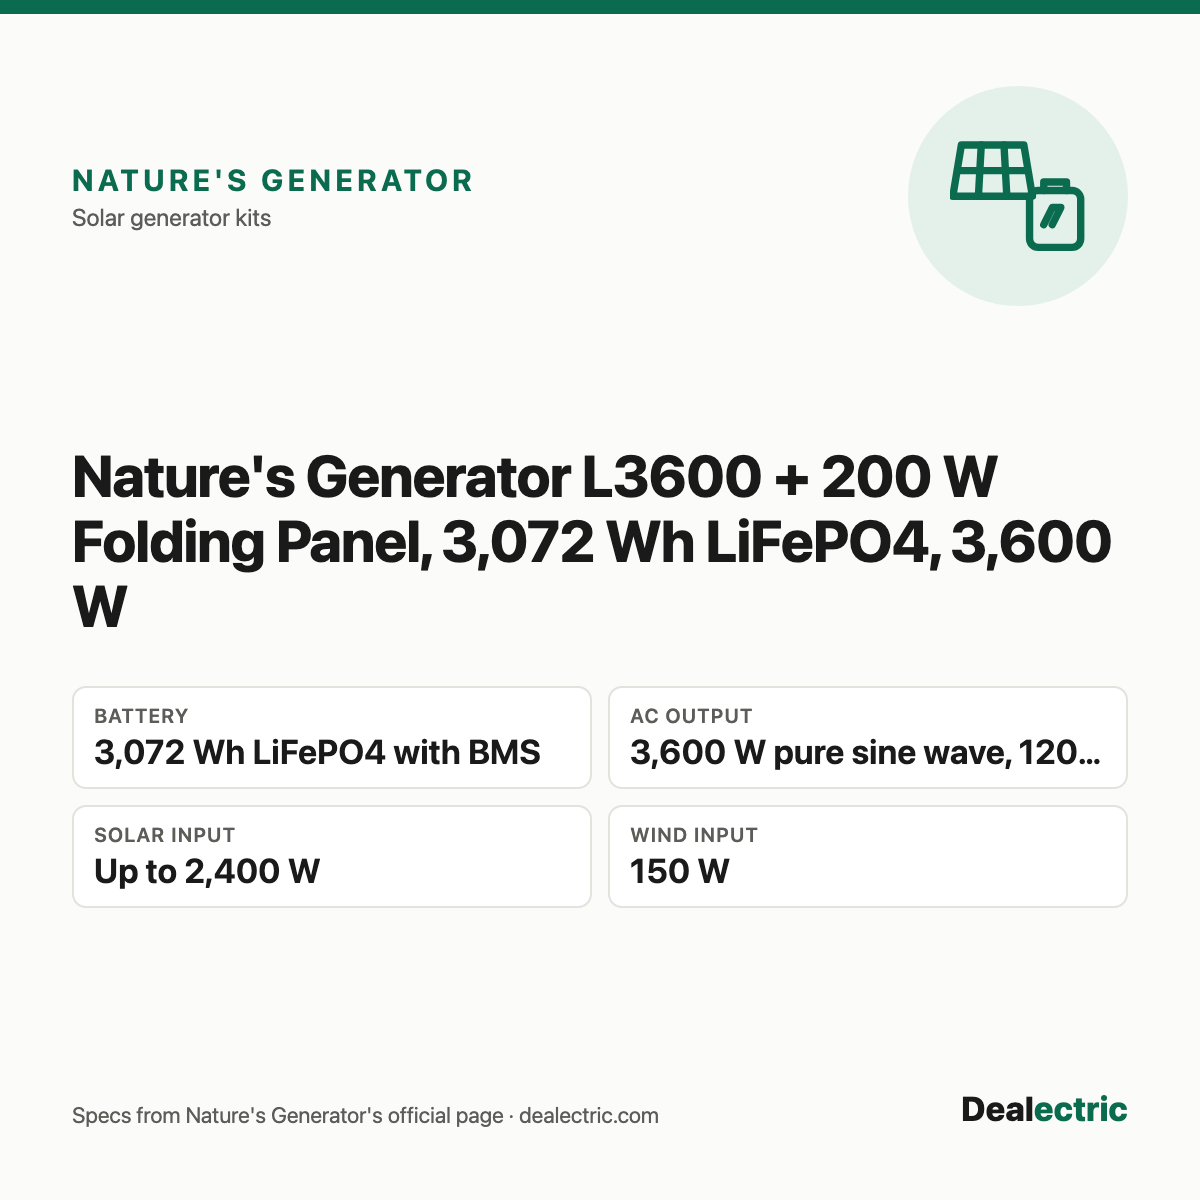 NATURE'S GENERATOR
Solar generator kits
Nature's Generator L3600 + 200 W
Folding Panel, 3,072 Wh LiFePO4, 3,600
W
BATTERY
3,072 Wh LiFePO4 with BMS
AC OUTPUT
3,600 W pure sine wave, 120...
SOLAR INPUT
Up to 2,400 W
WIND INPUT
150 W
Specs from Nature's Generator's official page · dealectric.com
Dealectric